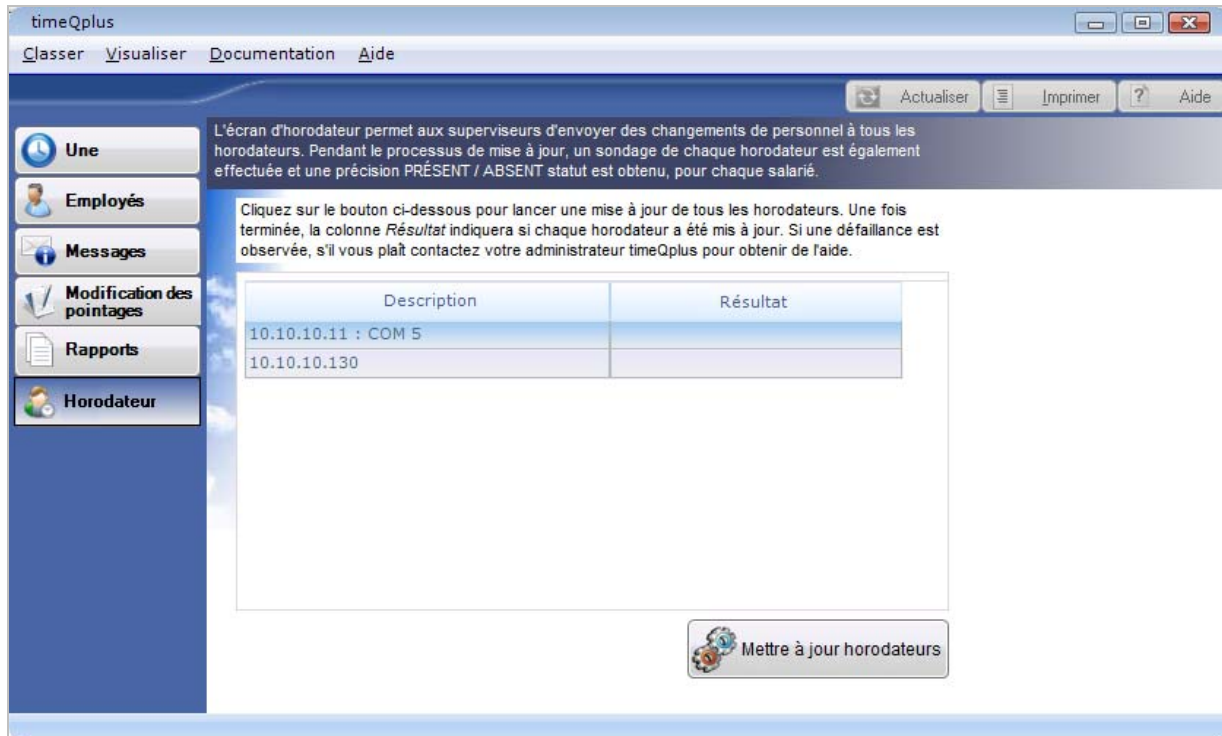 timeQplus
Classer Visualiser Documentation Aide
Actualiser Imprimer Aide
L'écran d'horodateur permet aux superviseurs d'envoyer des changements de personnel à tous les
horodateurs. Pendant le processus de mise à jour, un sondage de chaque horodateur est également
effectuée et une précision PRÉSENT / ABSENT statut est obtenu, pour chaque salarié.
Une
Employés
Messages
Modification des
pointages
Rapports
Horodateur
Cliquez sur le bouton ci-dessous pour lancer une mise à jour de tous les horodateurs. Une fois
terminée, la colonne Résultat indiquera si chaque horodateur a été mis à jour. Si une défaillance est
observée, s'il vous plaît contactez votre administrateur timeQplus pour obtenir de l'aide.
Description Résultat
10.10.10.11 : COM 5
10.10.10.130
Mettre à jour horodateurs